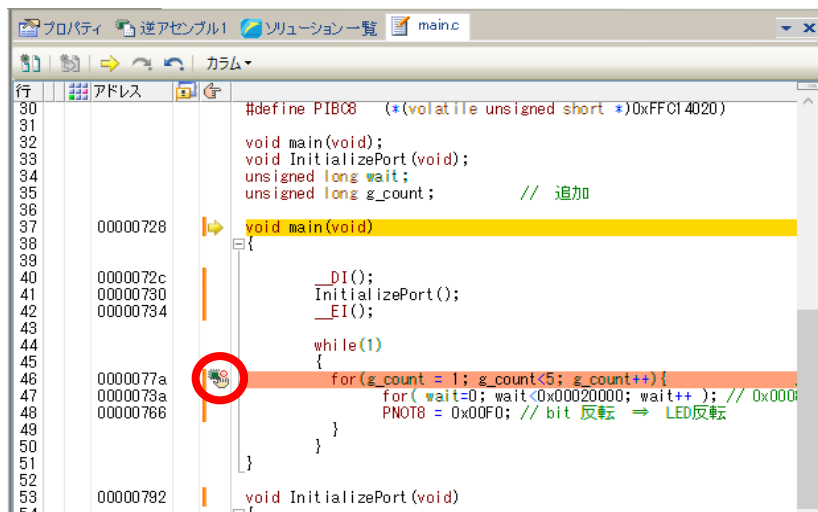 プロパティ 逆アセンブル1 ソリューション一覧 main.c
カラム
行 アドレス
30 #define PIBC8 (*(volatile unsigned short *)0xFFC14020)
31
32 void main(void);
33 void InitializePort(void);
34 unsigned long wait;
35 unsigned long g_count; // 追加
36
37 00000728 void main(void)
38 {
39
40 0000072c __DI();
41 00000730 InitializePort();
42 00000734 __EI();
43
44 while(1)
45 {
46 0000077a for(g_count = 1; g_count<5; g_count++){
47 0000073a for( wait=0; wait<0x00020000; wait++ ); // 0x000
48 00000766 PNOT8 = 0x00F0; // bit 反転 ⇒ LED反転
49 }
50 }
51 }
52
53 00000792 void InitializePort(void)